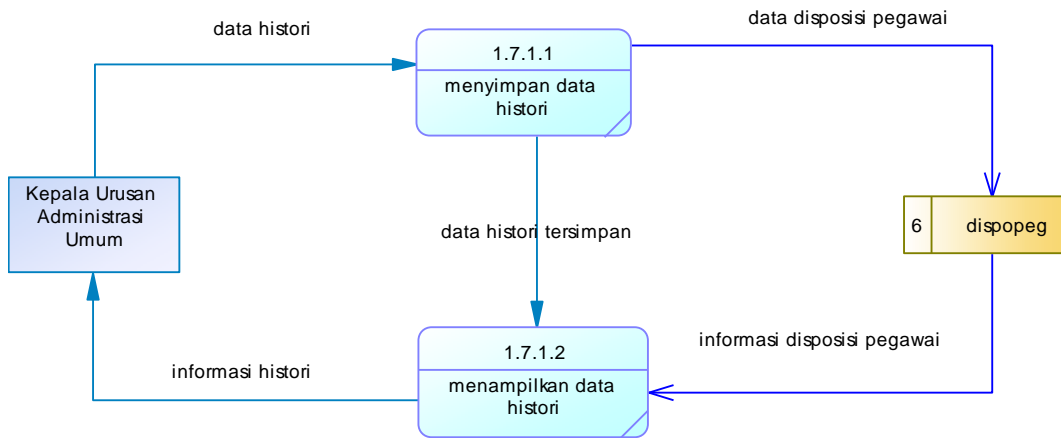 data histori
data disposisi pegawai
1.7.1.1
menyimpan data
histori
Kepala Urusan
Administrasi
Umum
6
dispopeg
data histori tersimpan
informasi histori
1.7.1.2
menampilkan data
histori
informasi disposisi pegawai